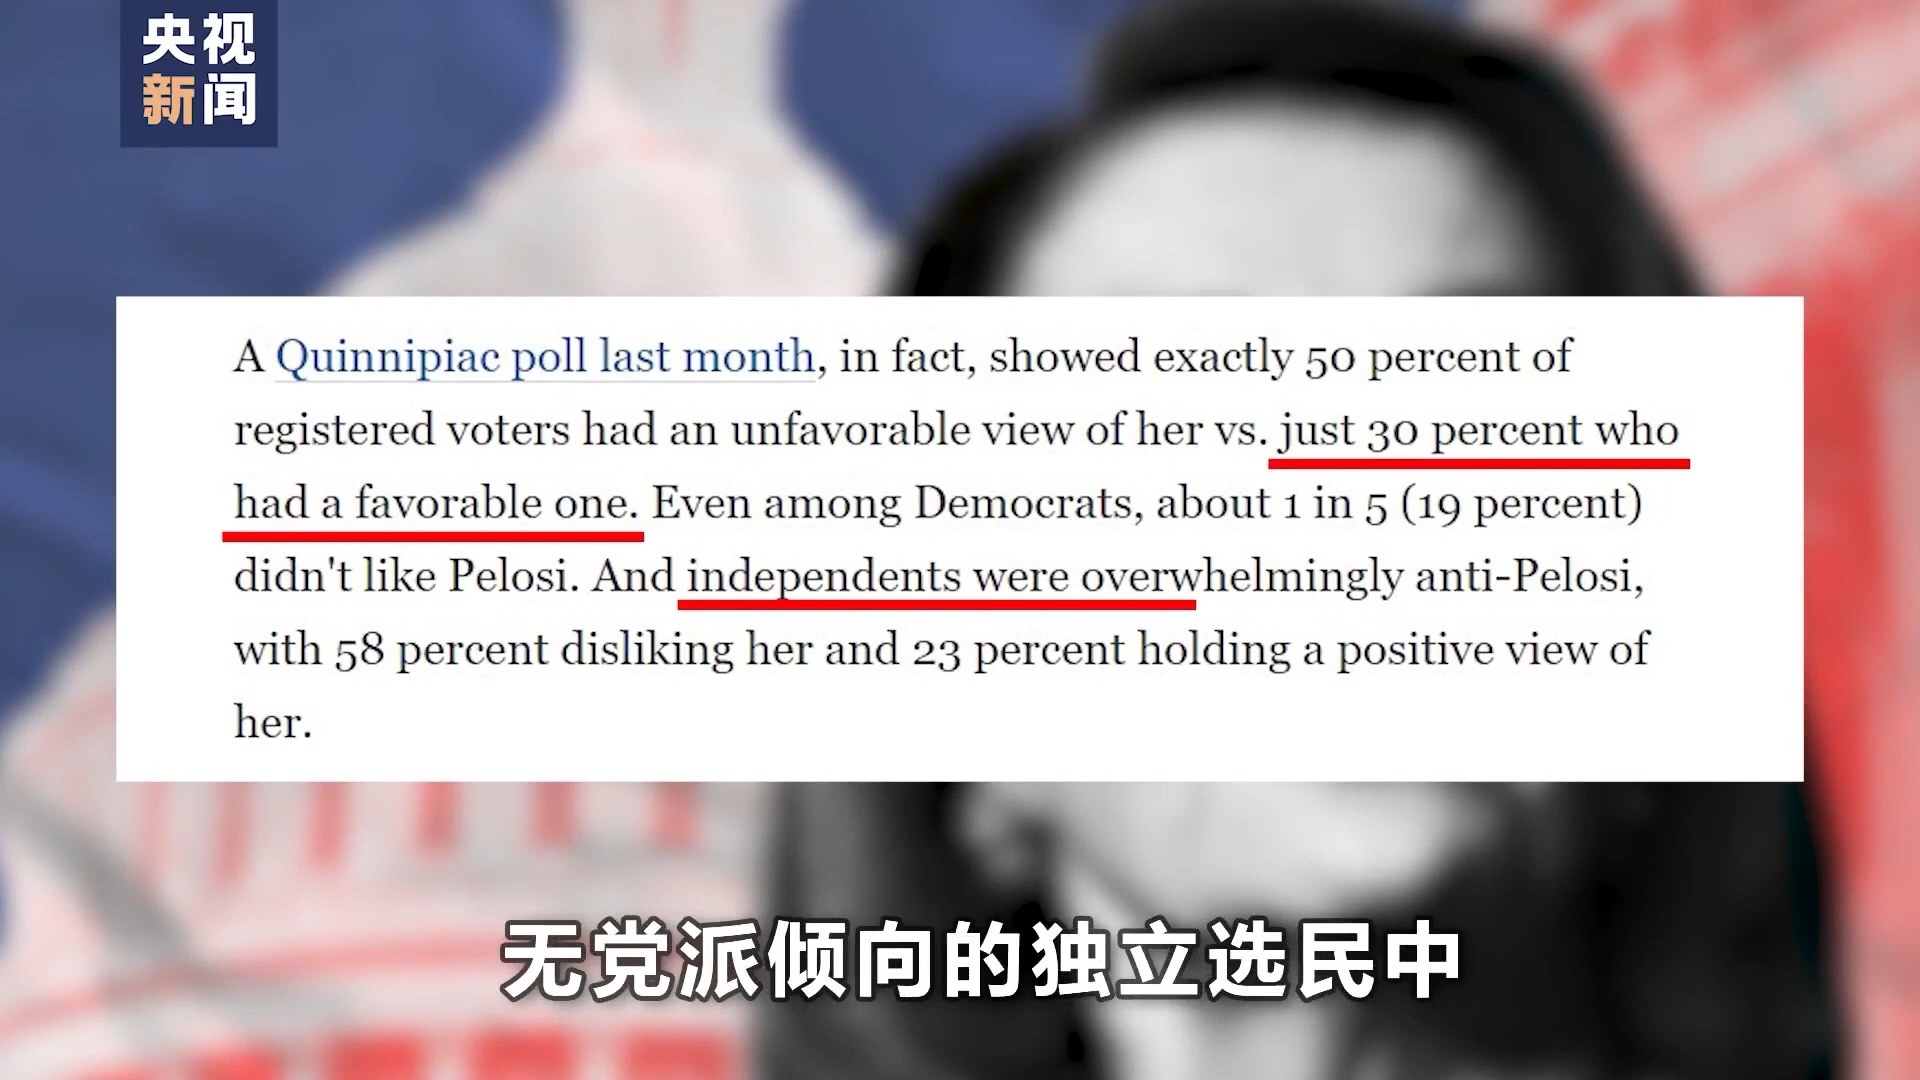 央视
新闻
A Quinnipiac poll last month, in fact, showed exactly 50 percent of
registered voters had an unfavorable view of her vs. just 30 percent who
had a favorable one. Even among Democrats, about 1 in 5 (19 percent)
didn't like Pelosi. And independents were overwhelmingly anti-Pelosi,
with 58 percent disliking her and 23 percent holding a positive view of
her.
无党派倾向的独立选民中